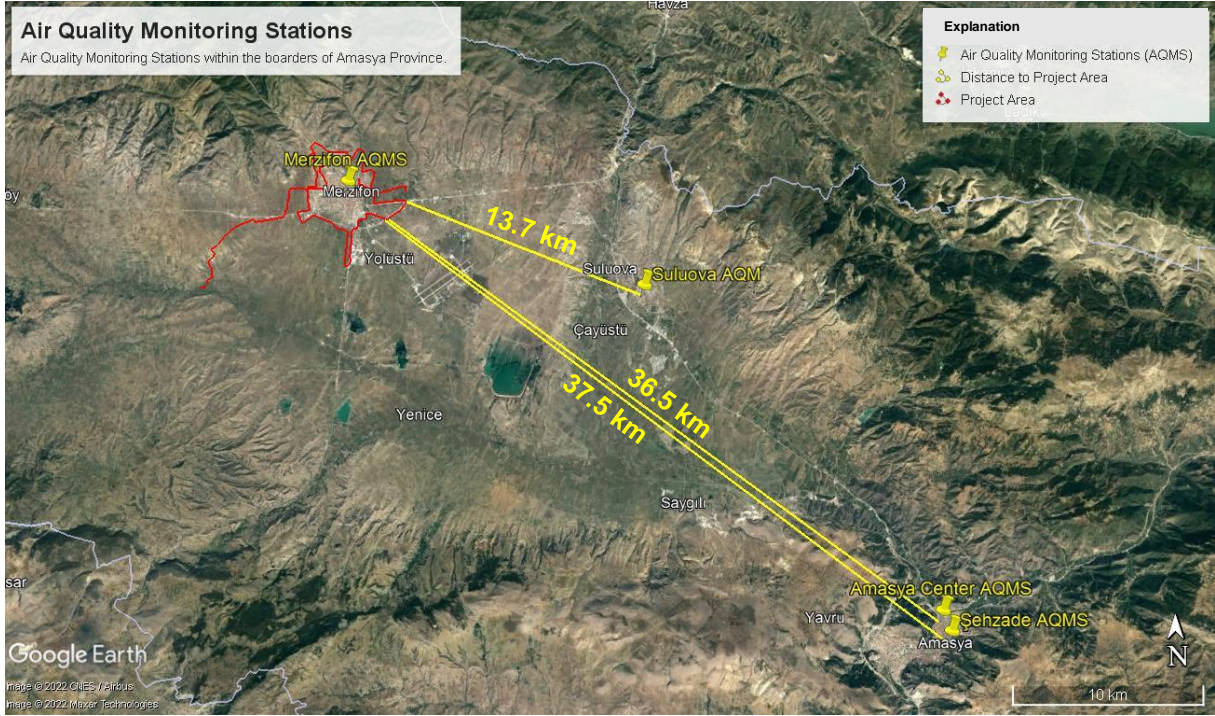 Air Quality Monitoring Stations
Air Quality Monitoring Stations within the boarders of Amasya Province.
Explanation
Air Quality Monitoring Stations (AQMS)
Distance to Project Area
Project Area
Havza
Merzifon AQMS
Merzifon
öy
13.7 km
Yolüstü
Suluova
Suluova AQM
Çayüstü
36.5 km
37.5 km
Yenice
Saygılı
sar
Amasya Center AQMS
Yavru
Şehzade AQMS
Amasya
Google Earth
N
Image © 2022 CNES / Airbus
Image © 2022 Maxar Technologies
10 km